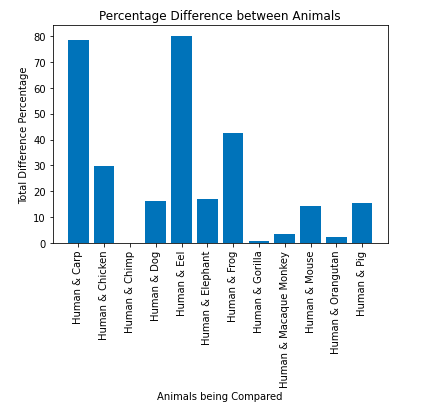 Percentage Difference between Animals
Total Difference Percentage
80
70
60
50
40
30
20
10
0
Human & Carp
Human & Chicken
Human & Chimp
Human & Dog
Human & Eel
Human & Elephant
Human & Frog
Human & Gorilla
Human & Macaque Monkey
Human & Mouse
Human & Orangutan
Human & Pig
Animals being Compared